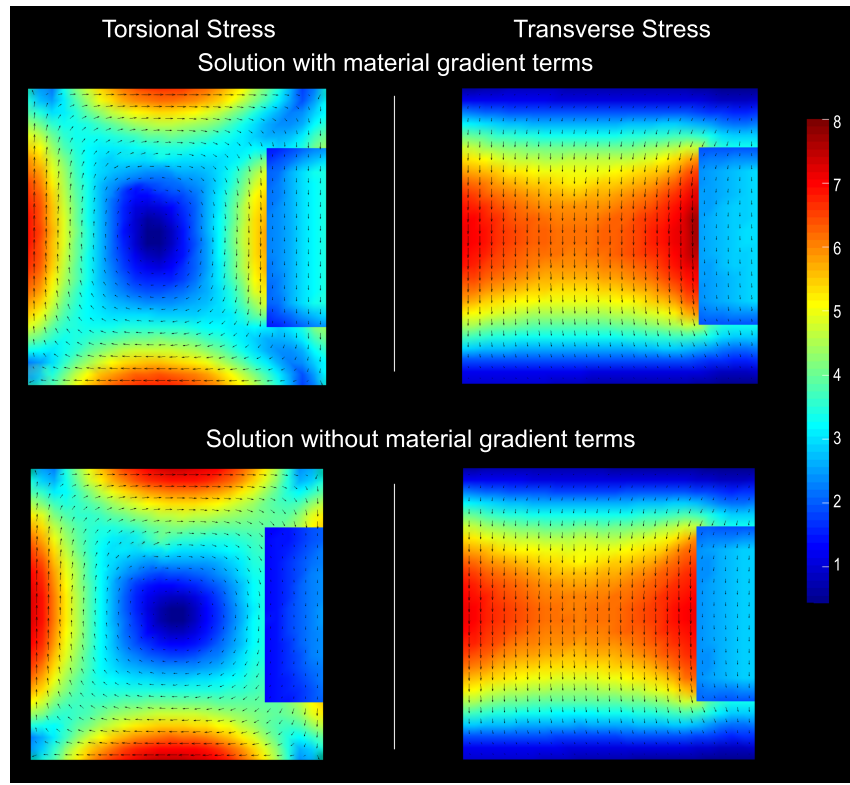 Torsional Stress
Transverse Stress
Solution with material gradient terms
8
7
6
5
4
3
2
1
Solution without material gradient terms